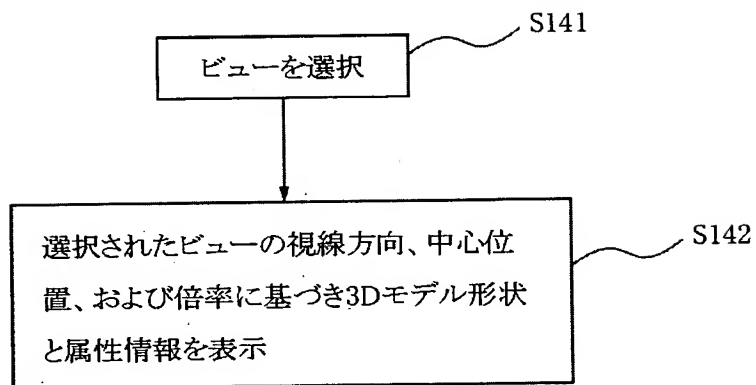 S141
ビューを選択
選択されたビューの視線方向、中心位
置、および倍率に基づき3Dモデル形状
と属性情報を表示
S142